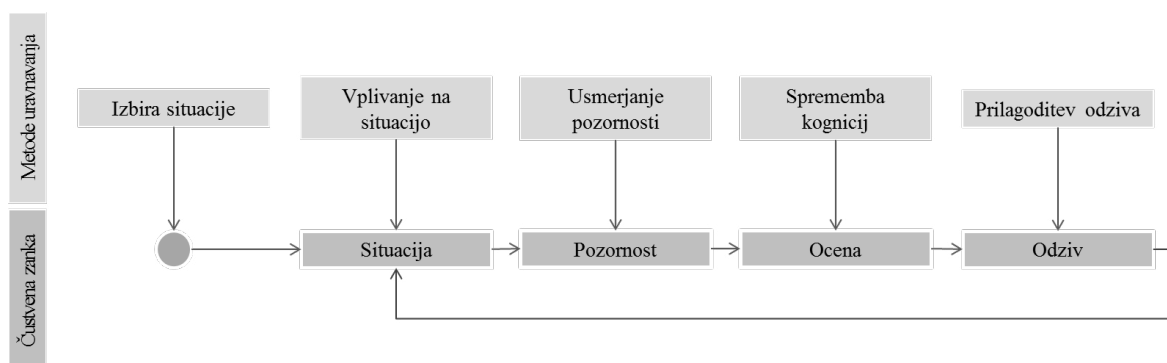 Metode uravnavanja
Izbira situacije
Vplivanje na
situacijo
Usmerjanje
pozornosti
Sprememba
kognicij
Prilagoditev odziva
Čustvena zanka
Situacija
Pozornost
Ocena
Odziv